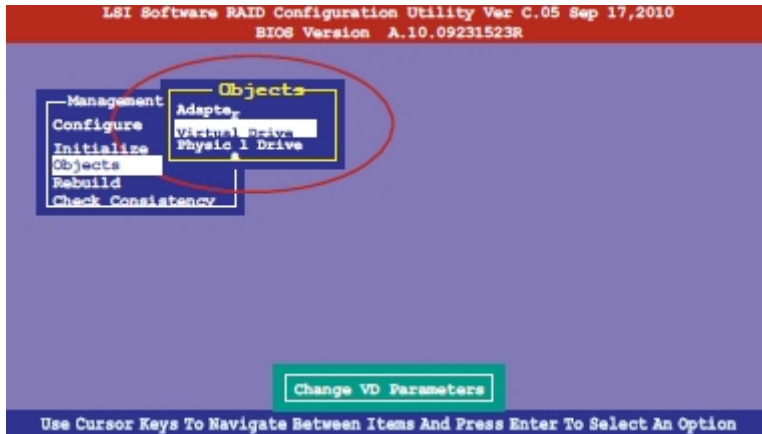 LSI Software RAID Configuration Utility Ver C.05 Sep 17,2010
BIOS Version A.10.09231523R
Management
Configure
Initialize
Objects
Rebuild
Check Consistency
Objects
Adapter
Virtual Drive
Physical Drive
Change VD Parameters
Use Cursor Keys To Navigate Between Items And Press Enter To Select An Option